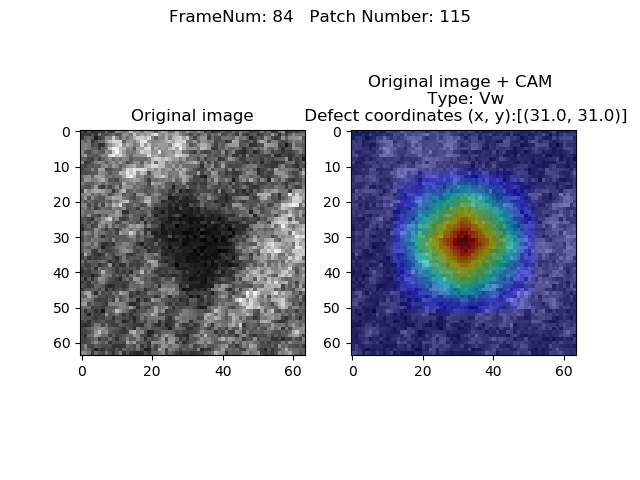 FrameNum: 84   Patch Number: 115
Original image
Original image + CAM
Type: Vw
Defect coordinates (x, y):[(31.0, 31.0)]
0
10
20
30
40
50
60
0 20 40 60
0
10
20
30
40
50
60
0 20 40 60